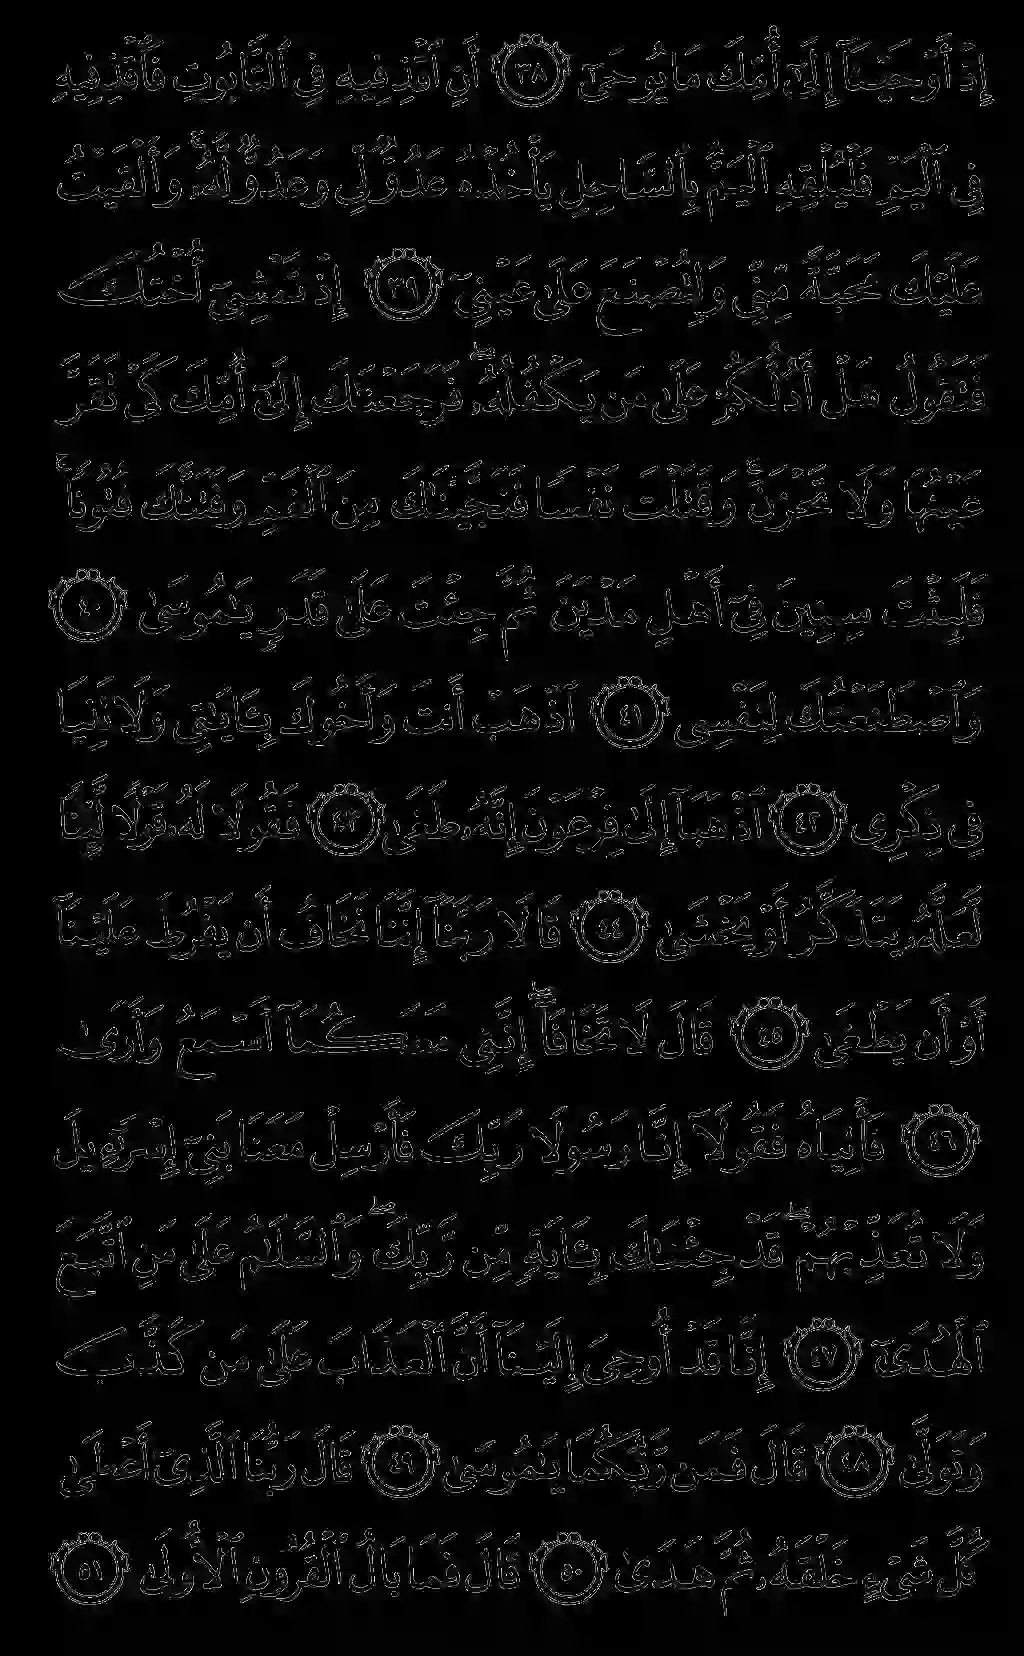 إِذْ أَوْحَيْنَآ إِلَىٰٓ أُمِّكَ مَا يُوحَىٰٓ ٣٨ أَنِ ٱقْذِفِيهِ فِى ٱلتَّابُوتِ فَٱقْذِفِيهِ
فِى ٱلْيَمِّ فَلْيُلْقِهِ ٱلْيَمُّ بِٱلسَّاحِلِ يَأْخُذْهُ عَدُوٌّ لِّى وَعَدُوٌّ لَّهُۥ ۚ وَأَلْقَيْتُ
عَلَيْكَ مَحَبَّةً مِّنِّى وَلِتُصْنَعَ عَلَىٰ عَيْنِىٓ ٣٩ إِذْ تَمْشِىٓ أُخْتُكَ
فَتَقُولُ هَلْ أَدُلُّكُمْ عَلَىٰ مَن يَكْفُلُهُۥ ۖ فَرَجَعْنَٰكَ إِلَىٰٓ أُمِّكَ كَىْ تَقَرَّ
عَيْنُهَا وَلَا تَحْزَنَ ۚ وَقَتَلْتَ نَفْسًا فَنَجَّيْنَٰكَ مِنَ ٱلْغَمِّ وَفَتَنَّٰكَ فُتُونًا ۚ
فَلَبِثْتَ سِنِينَ فِىٓ أَهْلِ مَدْيَنَ ثُمَّ جِئْتَ عَلَىٰ قَدَرٍ يَٰمُوسَىٰ ٤٠
وَٱصْطَنَعْتُكَ لِنَفْسِى ٤١ ٱذْهَبْ أَنتَ وَأَخُوكَ بِـَٔايَٰتِى وَلَا تَنِيَا
فِى ذِكْرِى ٤٢ ٱذْهَبَآ إِلَىٰ فِرْعَوْنَ إِنَّهُۥ طَغَىٰ ٤٣ فَقُولَا لَهُۥ قَوْلًا لَّيِّنًا
لَّعَلَّهُۥ يَتَذَكَّرُ أَوْ يَخْشَىٰ ٤٤ قَالَا رَبَّنَآ إِنَّنَا نَخَافُ أَن يَفْرُطَ عَلَيْنَآ
أَوْ أَن يَطْغَىٰ ٤٥ قَالَ لَا تَخَافَآ ۖ إِنَّنِى مَعَكُمَآ أَسْمَعُ وَأَرَىٰ
٤٦ فَأْتِيَاهُ فَقُولَآ إِنَّا رَسُولَا رَبِّكَ فَأَرْسِلْ مَعَنَا بَنِىٓ إِسْرَٰٓءِيلَ
وَلَا تُعَذِّبْهُمْ ۖ قَدْ جِئْنَٰكَ بِـَٔايَةٍ مِّن رَّبِّكَ ۖ وَٱلسَّلَٰمُ عَلَىٰ مَنِ ٱتَّبَعَ
ٱلْهُدَىٰٓ ٤٧ إِنَّا قَدْ أُوحِىَ إِلَيْنَآ أَنَّ ٱلْعَذَابَ عَلَىٰ مَن كَذَّبَ
وَتَوَلَّىٰ ٤٨ قَالَ فَمَن رَّبُّكُمَا يَٰمُوسَىٰ ٤٩ قَالَ رَبُّنَا ٱلَّذِىٓ أَعْطَىٰ
كُلَّ شَىْءٍ خَلْقَهُۥ ثُمَّ هَدَىٰ ٥٠ قَالَ فَمَا بَالُ ٱلْقُرُونِ ٱلْأُولَىٰ ٥١